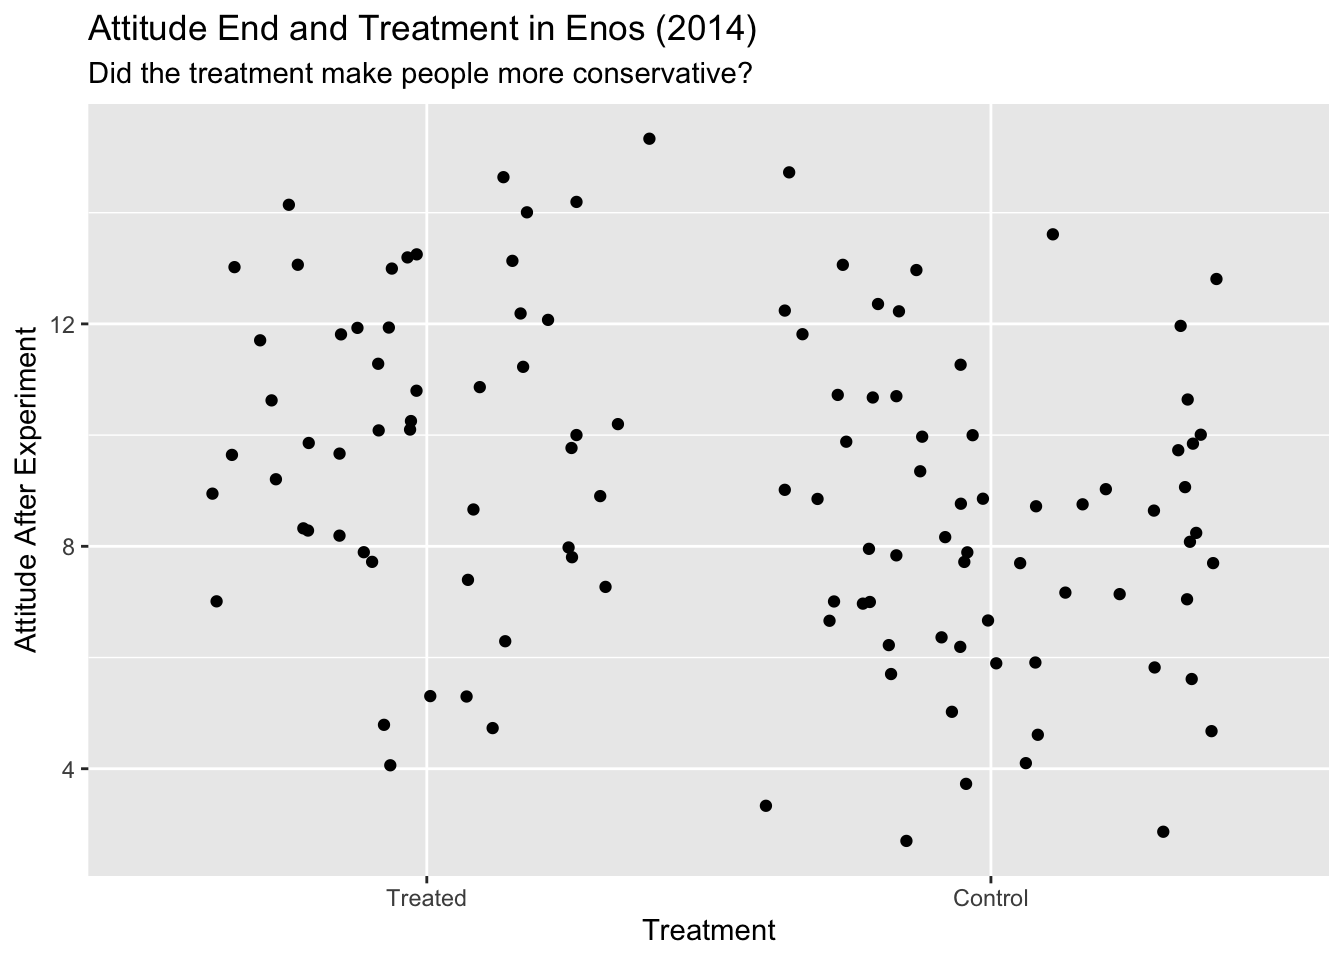 Attitude End and Treatment in Enos (2014)
Did the treatment make people more conservative?
Attitude After Experiment
12
8
4
Treated
Control
Treatment